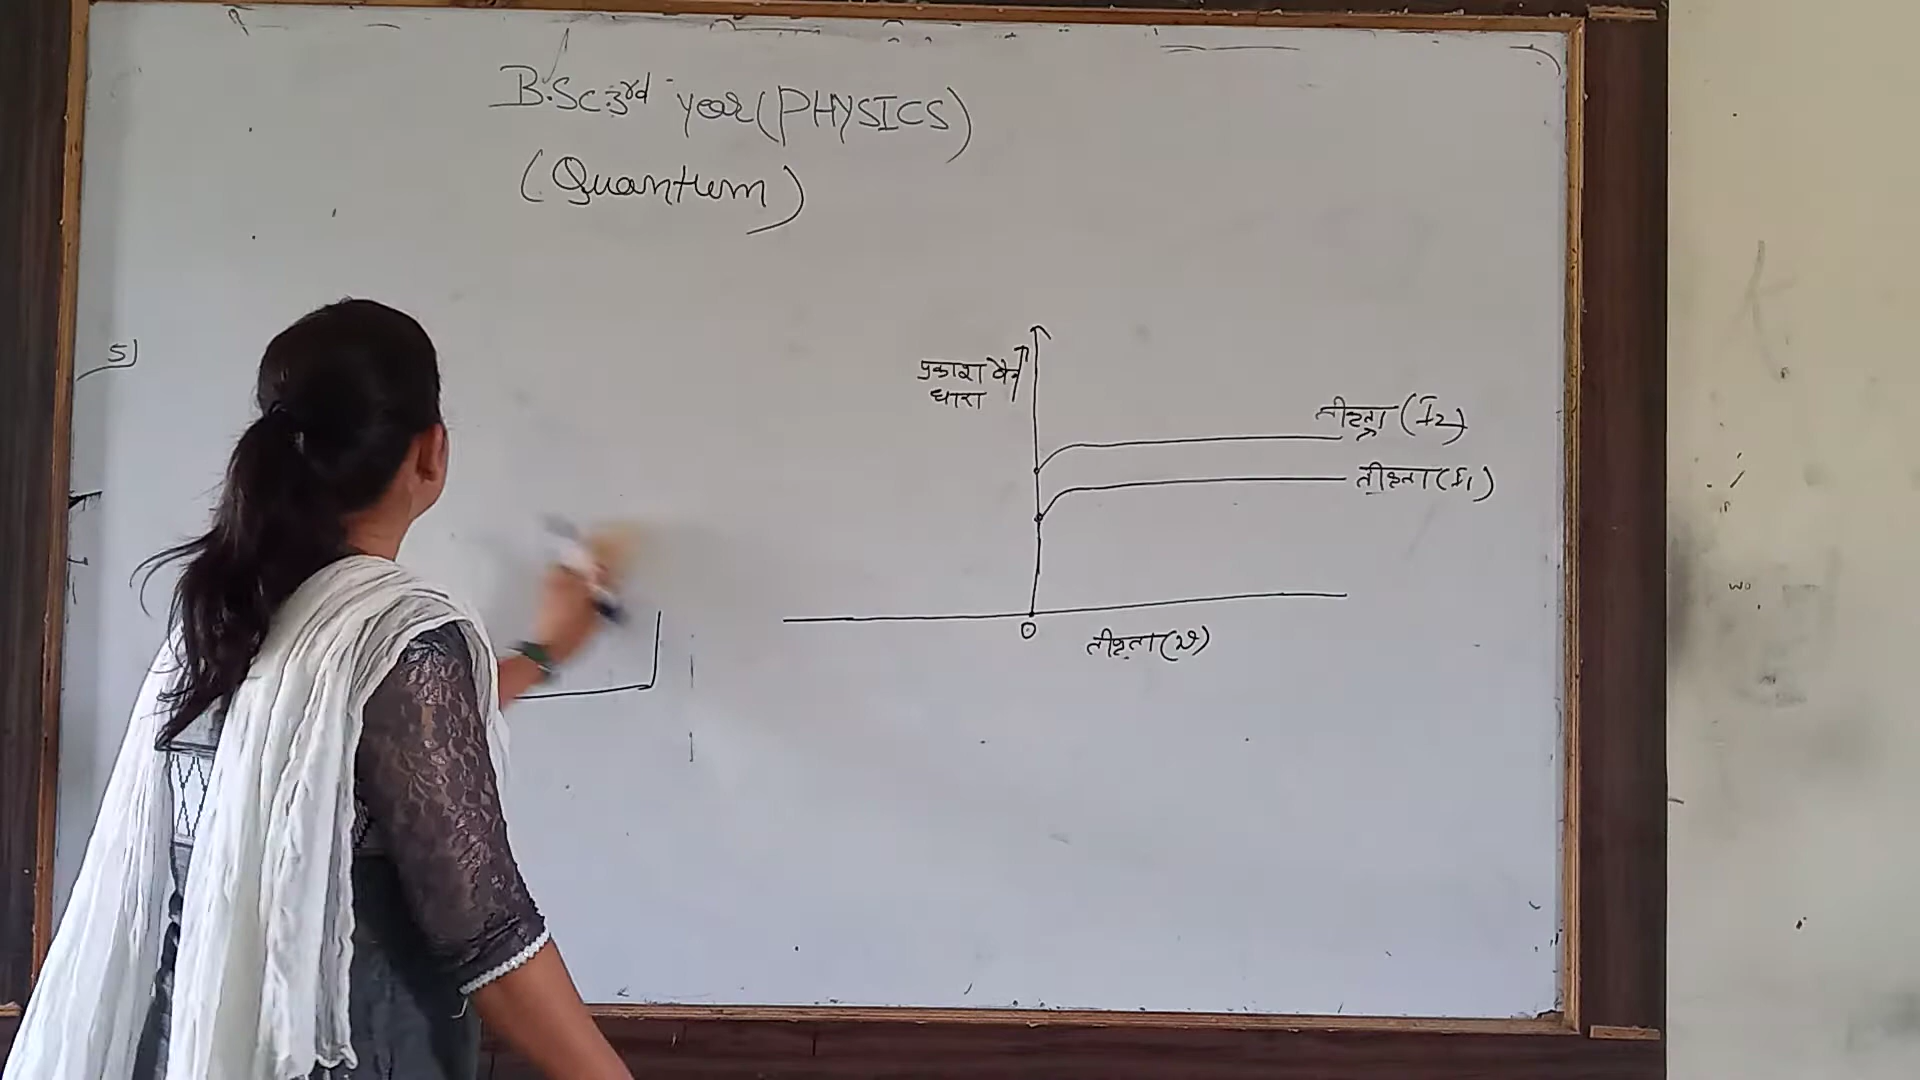 B.Sc.3rd year (PHYSICS)
(Quantum)
5)
प्रकाश वै
धारा
तीव्रता (I2)
तीव्रता (I1)
0
तीव्रता (ν)